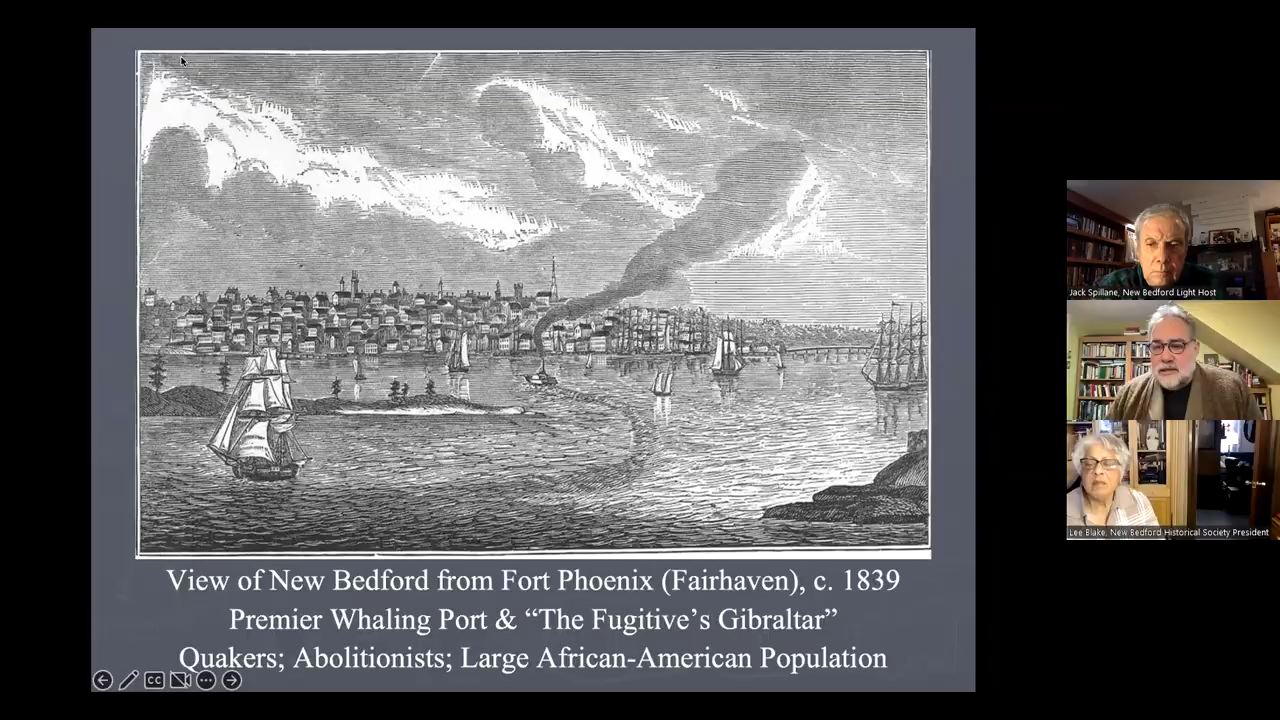 View of New Bedford from Fort Phoenix (Fairhaven), c. 1839
Premier Whaling Port & “The Fugitive’s Gibraltar”
Quakers; Abolitionists; Large African-American Population
CC
Jack Spillane, New Bedford Light Host
Lee Blake, New Bedford Historical Society President